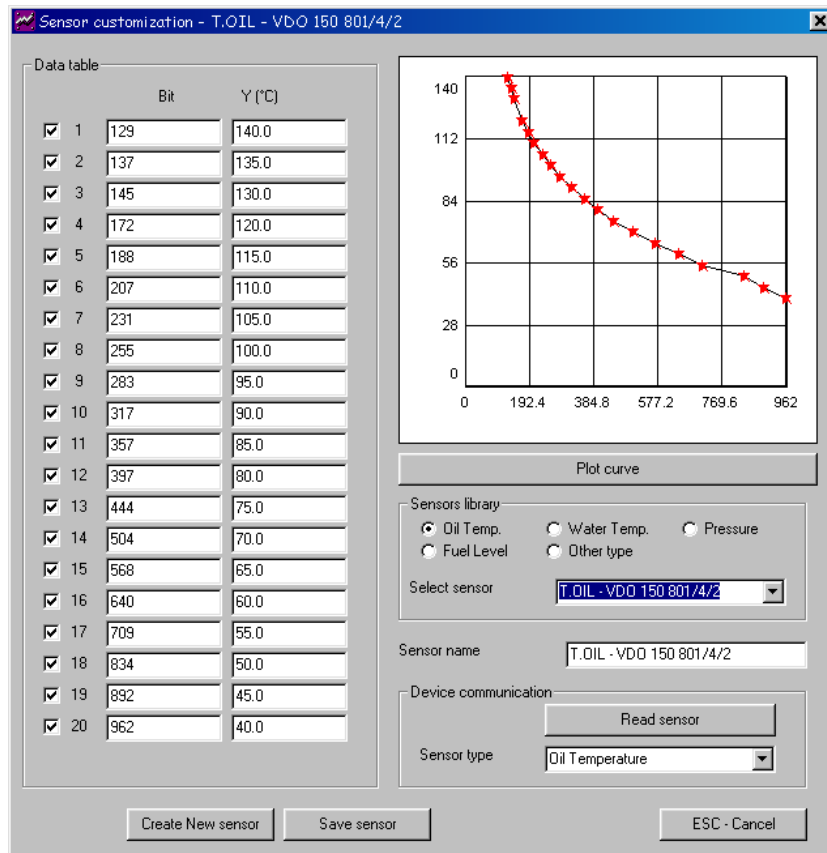 Sensor customization - T.OIL - VDO 150 801/4/2
Data table
Bit Y (°C)
1 129 140.0
2 137 135.0
3 145 130.0
4 172 120.0
5 188 115.0
6 207 110.0
7 231 105.0
8 255 100.0
9 283 95.0
10 317 90.0
11 357 85.0
12 397 80.0
13 444 75.0
14 504 70.0
15 568 65.0
16 640 60.0
17 709 55.0
18 834 50.0
19 892 45.0
20 962 40.0
140
112
84
56
28
0
0 192.4 384.8 577.2 769.6 962
Plot curve
Sensors library
Oil Temp. Water Temp. Pressure
Fuel Level Other type
Select sensor T.OIL - VDO 150 801/4/2
Sensor name T.OIL - VDO 150 801/4/2
Device communication
Read sensor
Sensor type Oil Temperature
Create New sensor Save sensor ESC - Cancel